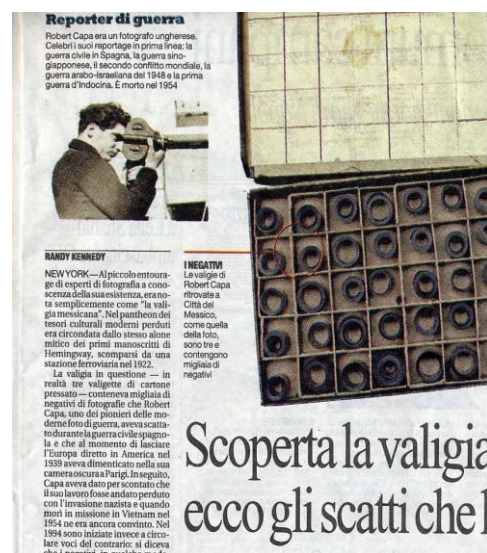 Reporter di guerra
Robert Capa era un fotografo ungherese.
Celebri i suoi reportage in prima linea: la
guerra civile in Spagna, la guerra sino-
giapponese, il secondo conflitto mondiale, la
guerra arabo-israeliana del 1948 e la prima
guerra d'Indocina. È morto nel 1954
RANDY KENNEDY
NEW YORK — Al piccolo entoura-
ge di esperti di fotografia a cono-
scenza della sua esistenza, era no-
ta semplicemente come "la vali-
gia messicana". Nel pantheon dei
tesori culturali moderni perduti
era circondata dallo stesso alone
mitico dei primi manoscritti di
Hemingway, scomparsi da una
stazione ferroviaria nel 1922.
La valigia in questione — in
realtà tre valigette di cartone
pressato — conteneva migliaia di
negativi di fotografie che Robert
Capa, uno dei pionieri delle mo-
derne foto di guerra, aveva scatta-
to durante la guerra civile spagno-
la e che al momento di lasciare
l'Europa diretto in America nel
1939 aveva dimenticato nella sua
camera oscura a Parigi. In seguito,
Capa aveva dato per scontato che
il suo lavoro fosse andato perduto
con l'invasione nazista e quando
morì in missione in Vietnam nel
1954 ne era ancora convinto. Nel
1994 sono iniziate invece a circo-
lare voci del contrario: si diceva
che i negativi, in qualche modo
I NEGATIVI
Le valigie di
Robert Capa
ritrovate a
Città del
Messico,
come quella
della foto,
sono tre e
contengono
migliaia di
negativi
Scoperta la valigia
ecco gli scatti che